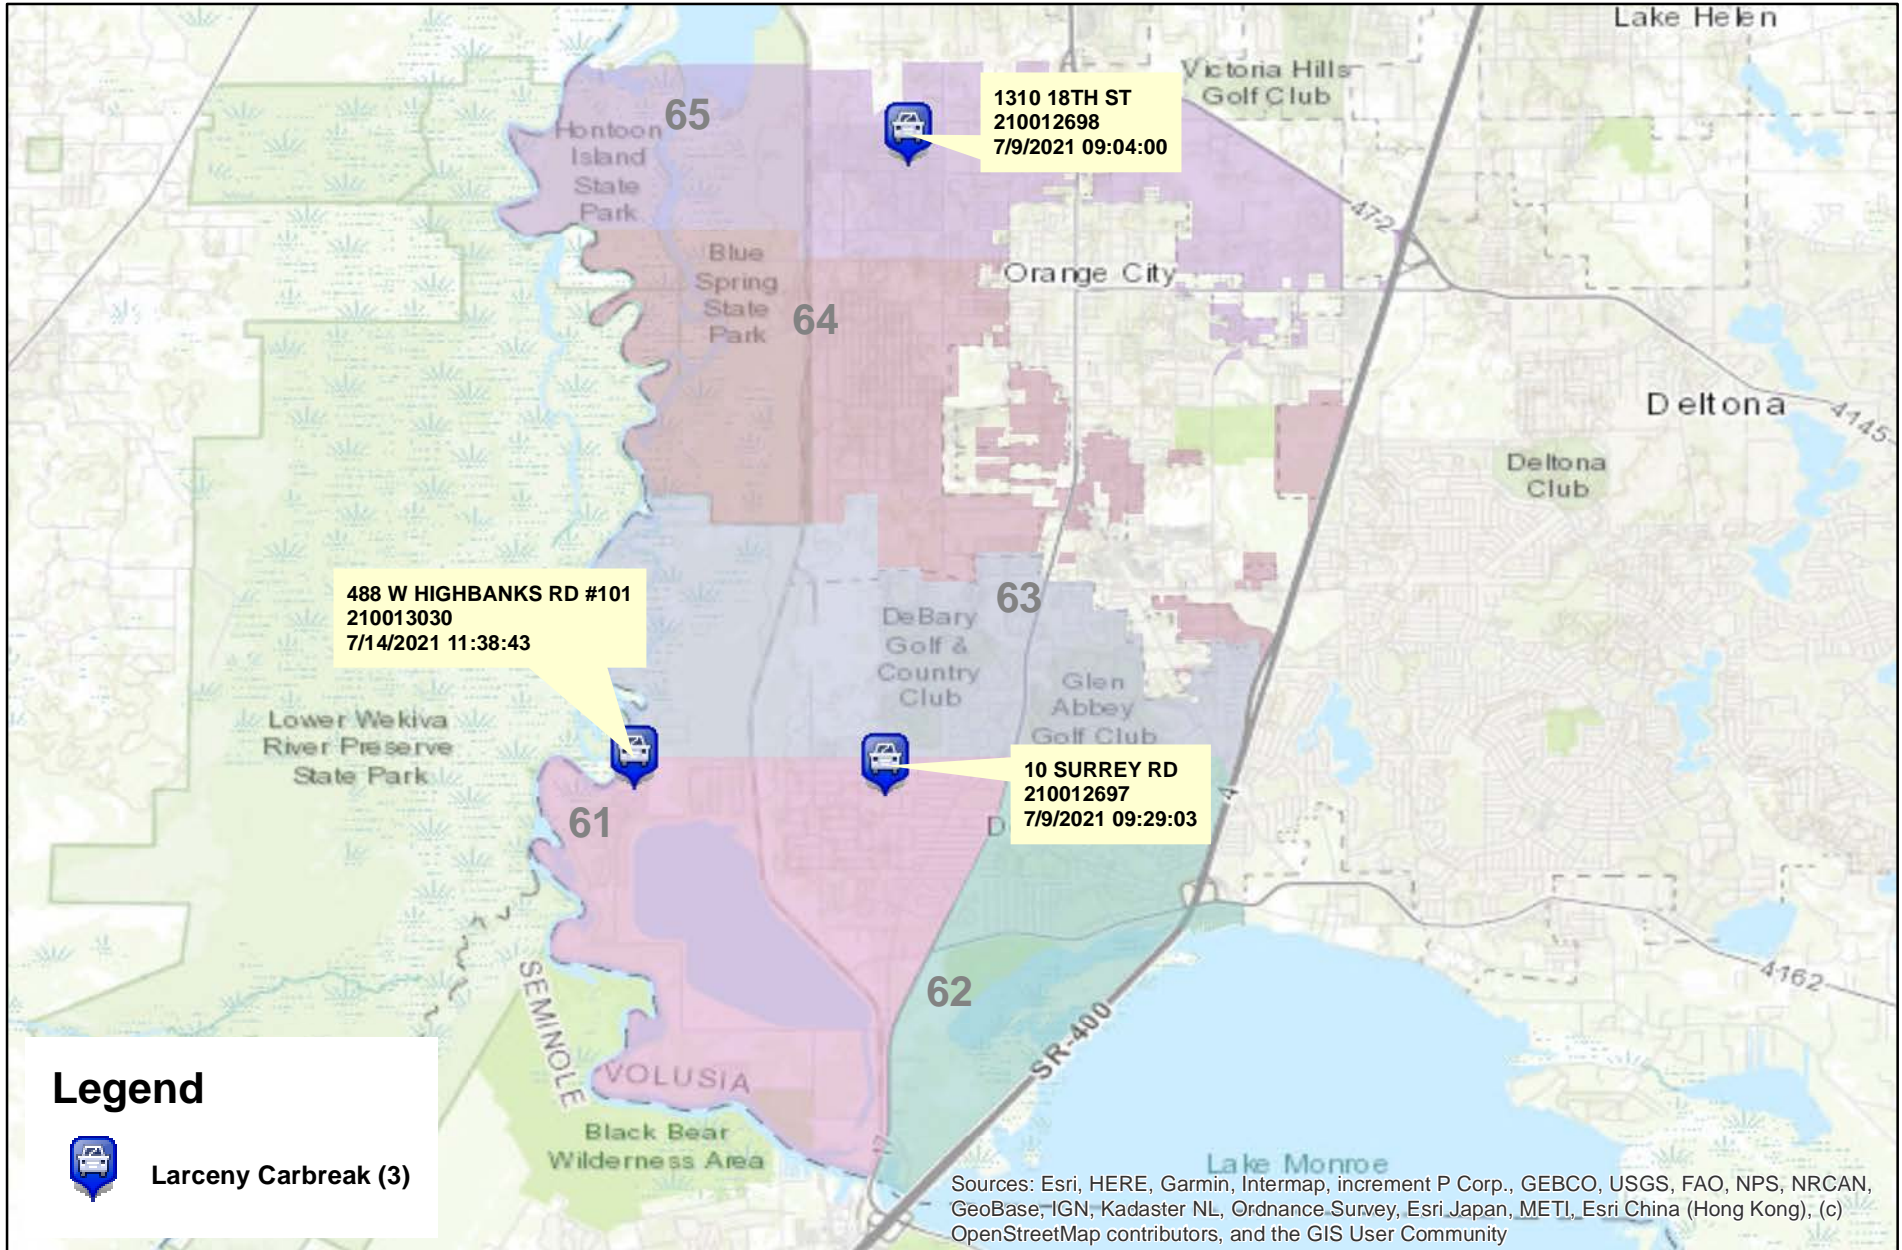 Lake Helen
Victoria Hills
Golf Club
65
1310 18TH ST
210012698
7/9/2021 09:04:00
Hontoon
Island
State
Park
472
Blue
Spring
State
Park
64
Orange City
Deltona
4145
Deltona
Club
488 W HIGHBANKS RD #101
210013030
7/14/2021 11:38:43
63
DeBary
Golf &
Country
Club
Glen
Abbey
Golf Club
Lower Wekiva
River Preserve
State Park
10 SURREY RD
210012697
7/9/2021 09:29:03
4
61
D
62
4162
SR-400
SEMINOLE
VOLUSIA
Black Bear
Wilderness Area
17
Lake Monroe
Legend
Larceny Carbreak (3)
Sources: Esri, HERE, Garmin, Intermap, increment P Corp., GEBCO, USGS, FAO, NPS, NRCAN,
GeoBase, IGN, Kadaster NL, Ordnance Survey, Esri Japan, METI, Esri China (Hong Kong), (c)
OpenStreetMap contributors, and the GIS User Community